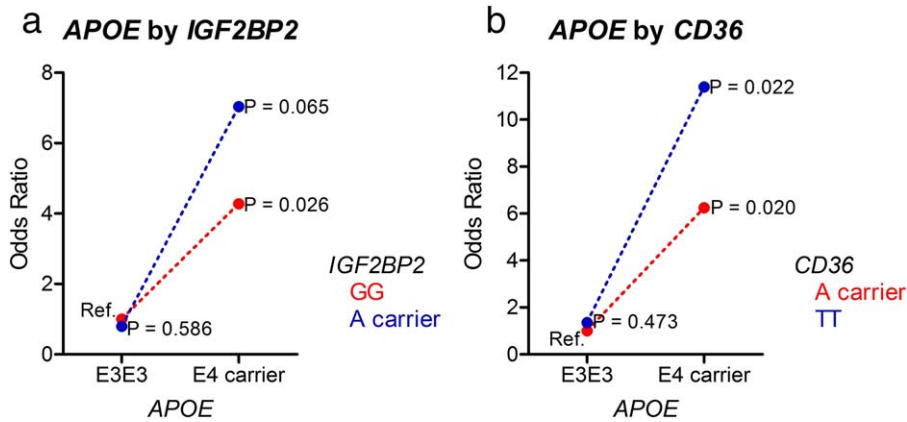 a APOE by IGF2BP2
8
6
4
2
0
Odds Ratio
P = 0.065
P = 0.026
Ref.
P = 0.586
E3E3 E4 carrier
APOE
IGF2BP2
GG
A carrier
b APOE by CD36
12
10
8
6
4
2
0
Odds Ratio
P = 0.022
P = 0.020
P = 0.473
Ref.
E3E3 E4 carrier
APOE
CD36
A carrier
TT